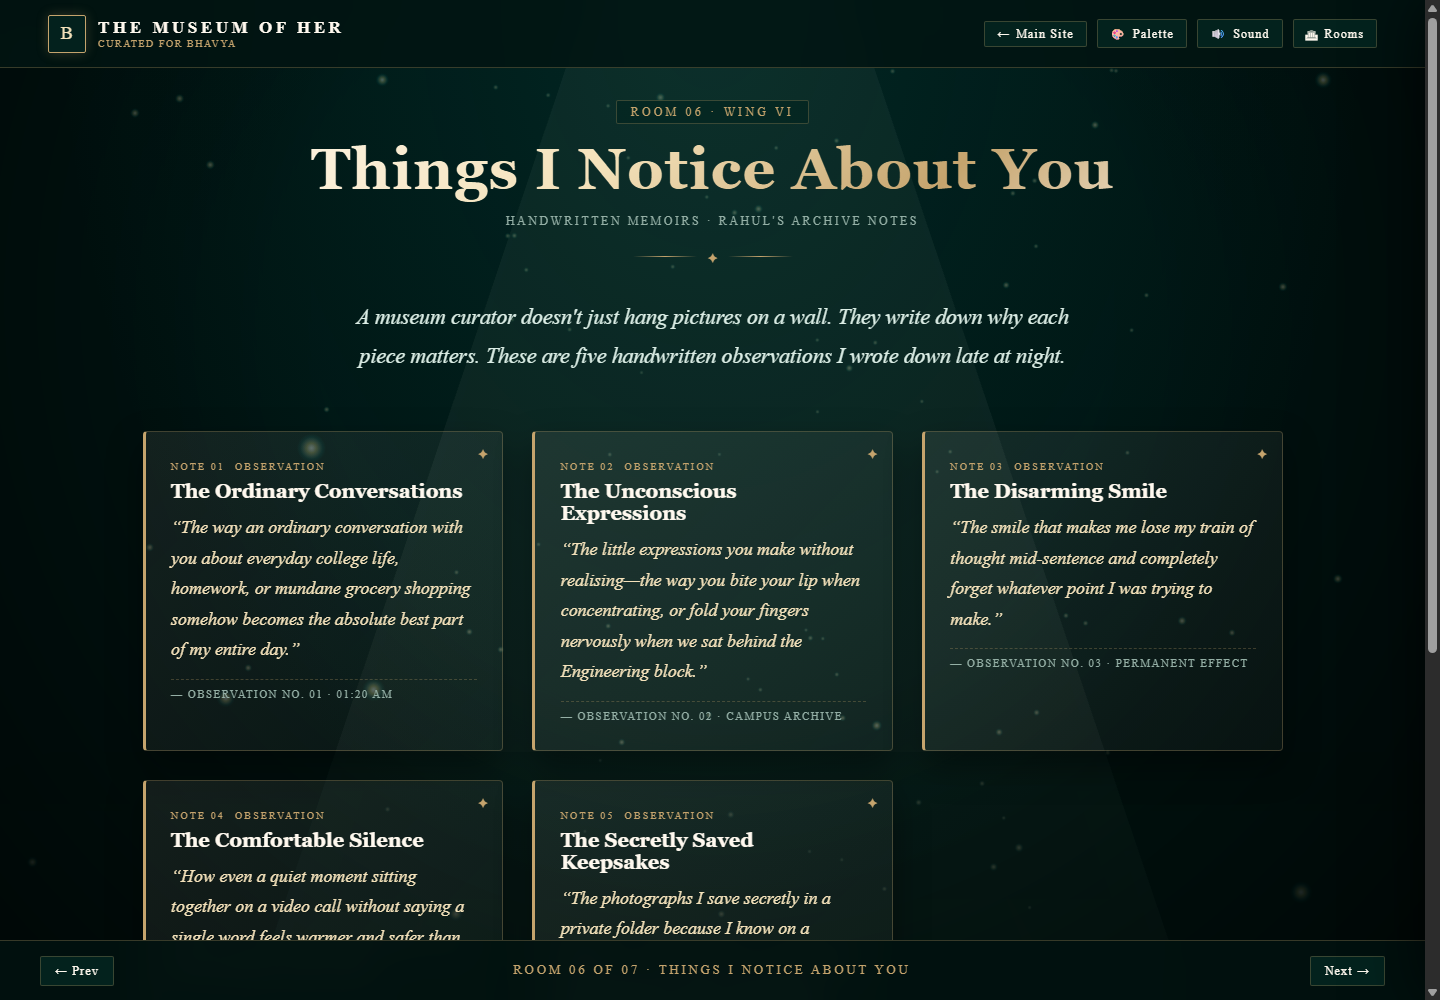 B
THE MUSEUM OF HER
CURATED FOR BHAVYA
← Main Site
Palette
Sound
Rooms
ROOM 06 · WING VI
Things I Notice About You
HANDWRITTEN MEMOIRS · RAHUL'S ARCHIVE NOTES
A museum curator doesn't just hang pictures on a wall. They write down why each
piece matters. These are five handwritten observations I wrote down late at night.
NOTE 01 OBSERVATION
The Ordinary Conversations
“The way an ordinary conversation with
you about everyday college life,
homework, or mundane grocery shopping
somehow becomes the absolute best part
of my entire day.”
— OBSERVATION NO. 01 · 01:20 AM
NOTE 02 OBSERVATION
The Unconscious
Expressions
“The little expressions you make without
realising—the way you bite your lip when
concentrating, or fold your fingers
nervously when we sat behind the
Engineering block.”
— OBSERVATION NO. 02 · CAMPUS ARCHIVE
NOTE 03 OBSERVATION
The Disarming Smile
“The smile that makes me lose my train of
thought mid-sentence and completely
forget whatever point I was trying to
make.”
— OBSERVATION NO. 03 · PERMANENT EFFECT
NOTE 04 OBSERVATION
The Comfortable Silence
“How even a quiet moment sitting
together on a video call without saying a
single word feels warmer and safer than
NOTE 05 OBSERVATION
The Secretly Saved
Keepsakes
“The photographs I save secretly in a
private folder because I know on a
← Prev
ROOM 06 OF 07 · THINGS I NOTICE ABOUT YOU
Next →